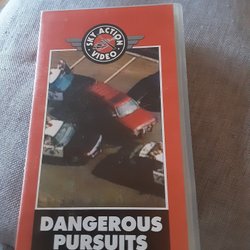 SKY ACTION
VIDEO
DANGEROUS
PURSUITS